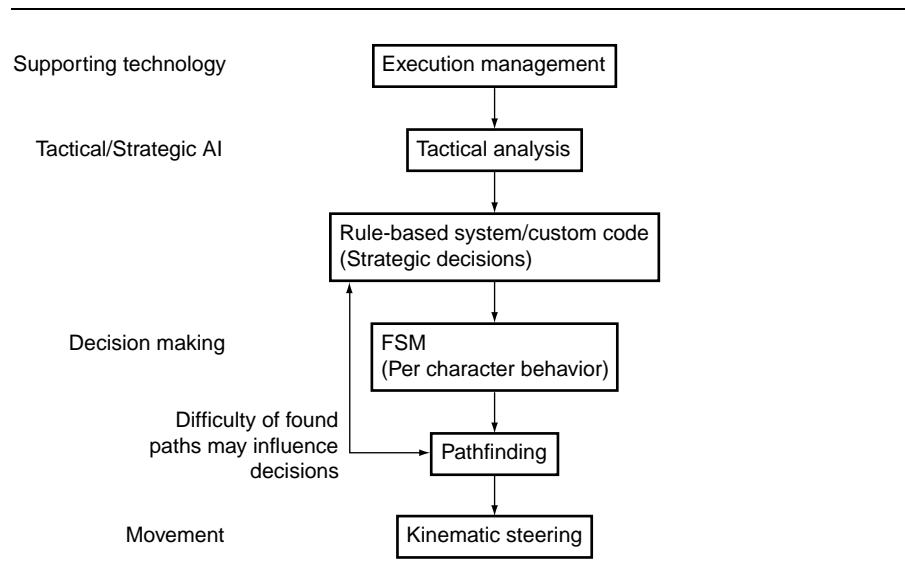 Supporting technology
Execution management
Tactical/Strategic AI
Tactical analysis
Rule-based system/custom code
(Strategic decisions)
Decision making
FSM
(Per character behavior)
Difficulty of found
paths may influence
decisions
Pathfinding
Movement
Kinematic steering